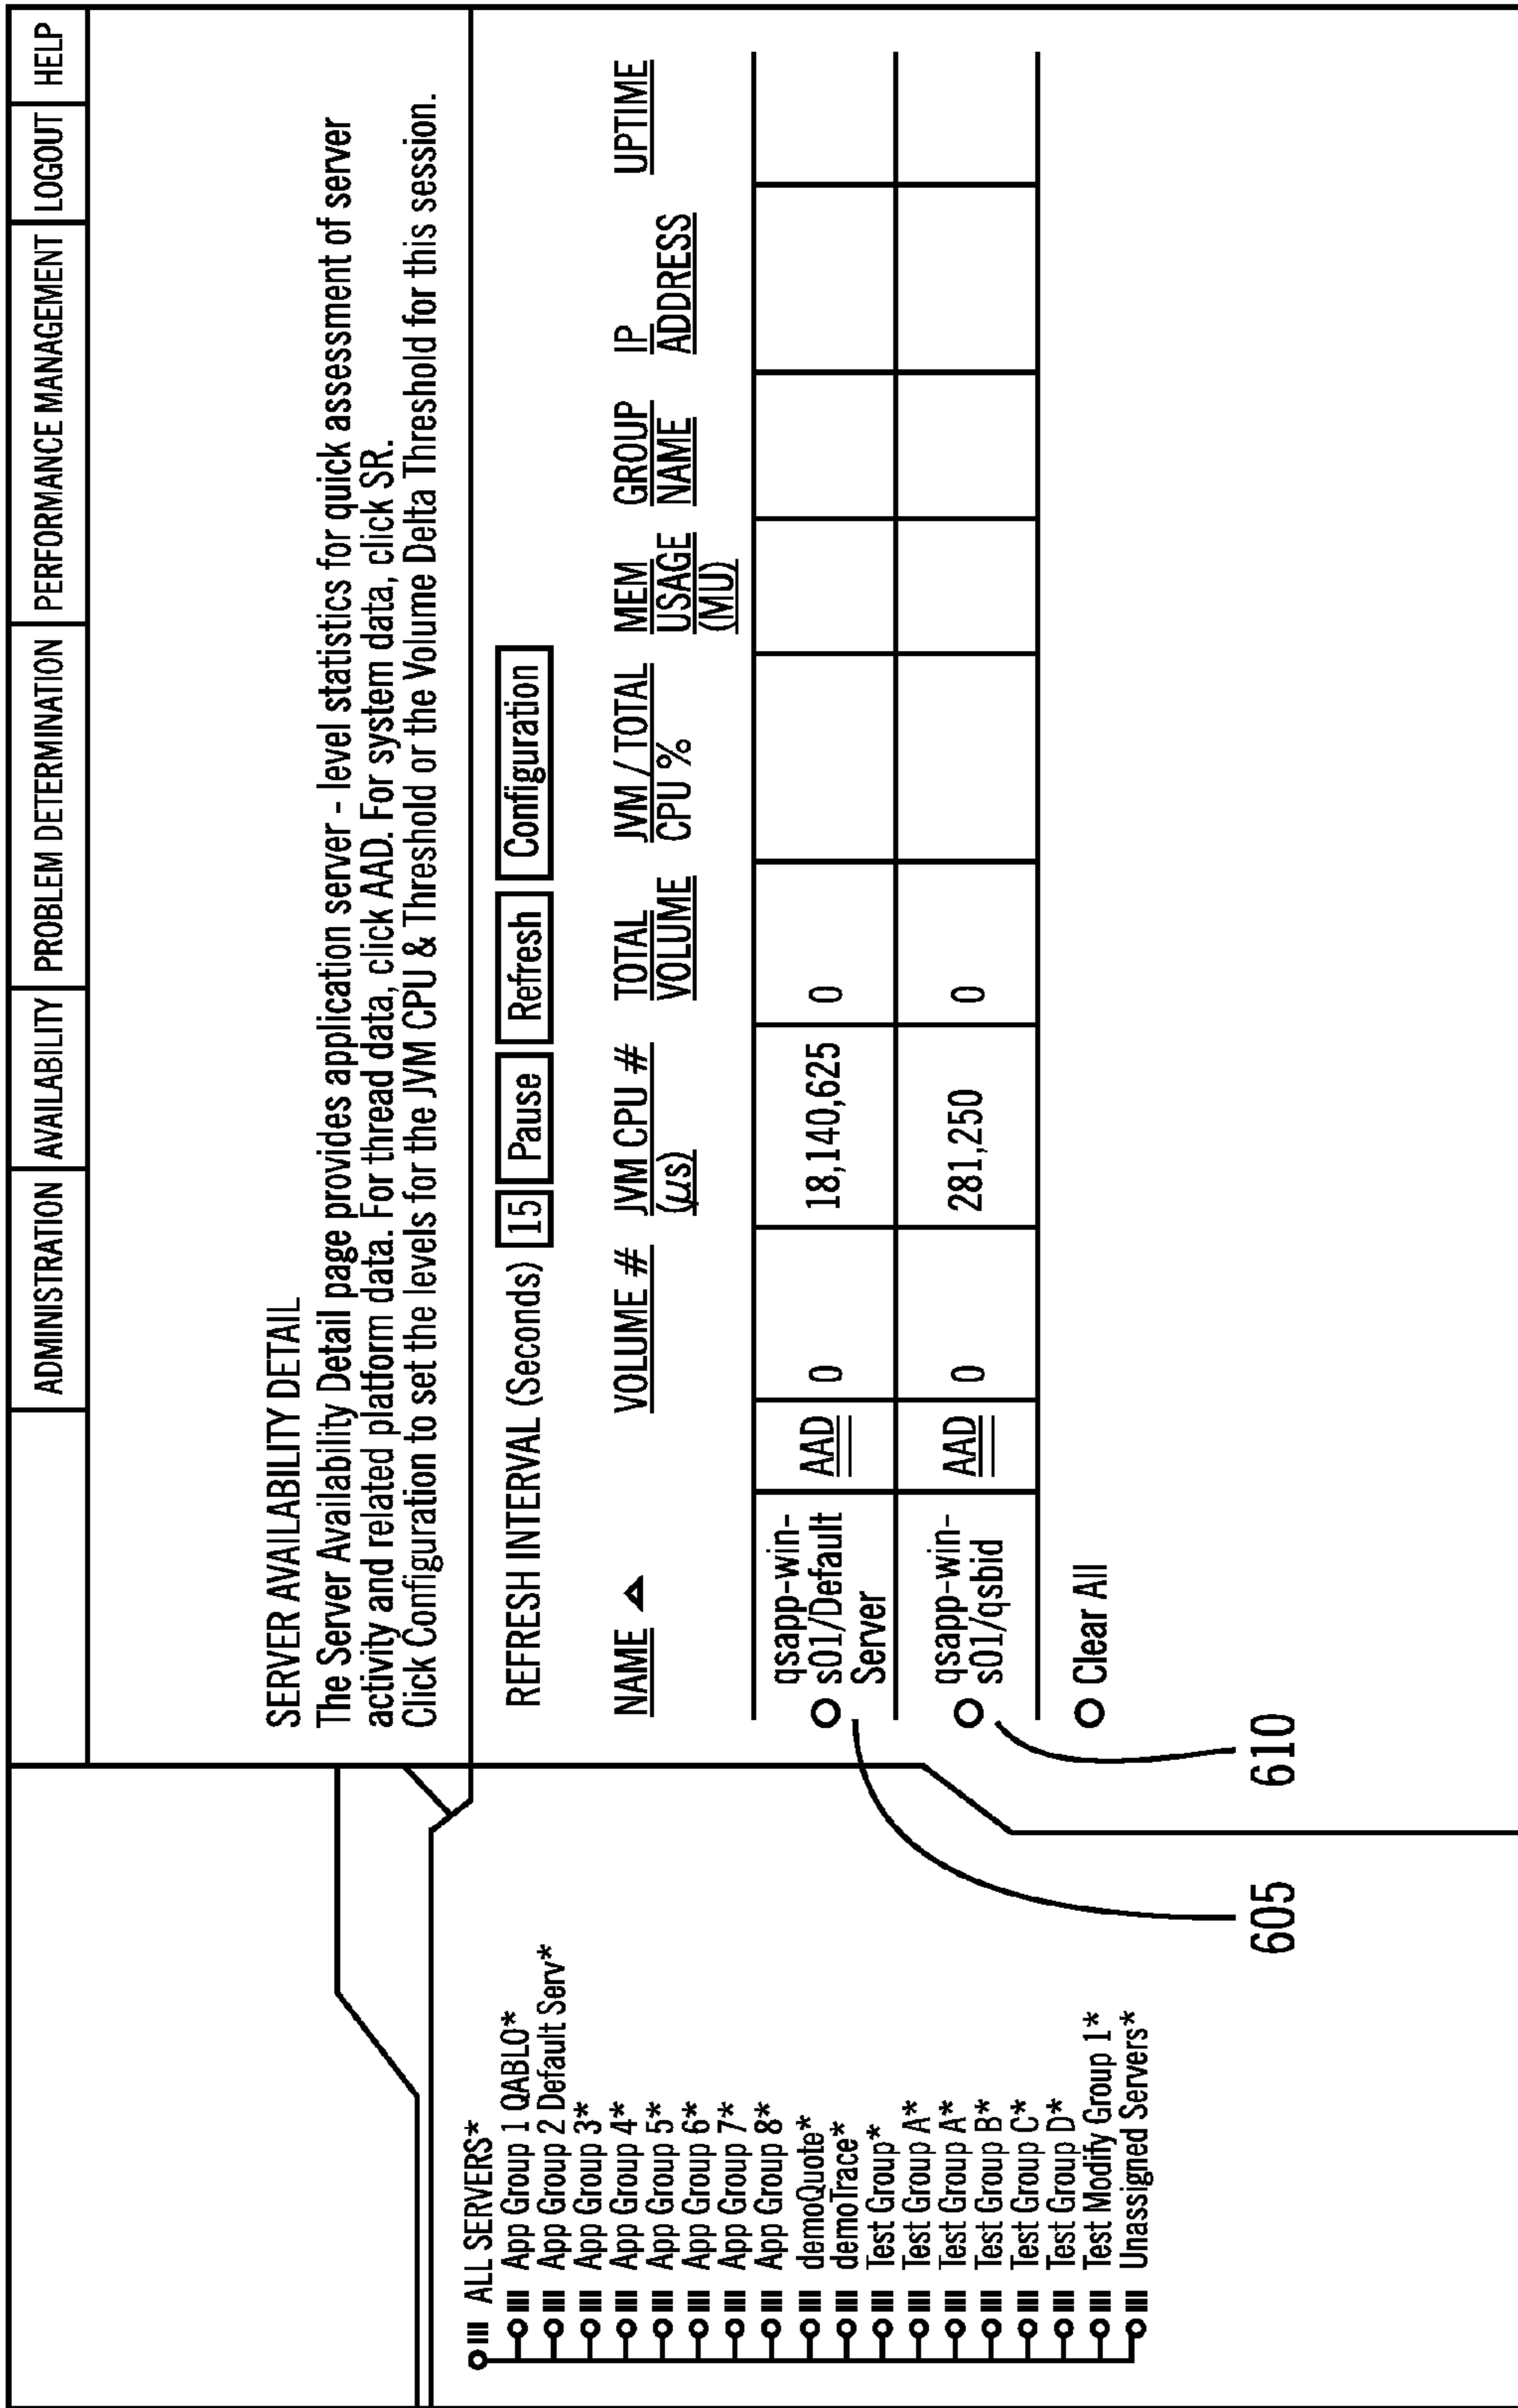 ADMINISTRATION AVAILABILITY PROBLEM DETERMINATION PERFORMANCE MANAGEMENT LOGOUT HELP
SERVER AVAILABILITY DETAIL
The Server Availability Detail page provides application server - level statistics for quick assessment of server
activity and related platform data. For thread data, click AAD. For system data, click SR.
Click Configuration to set the levels for the JVM CPU & Threshold or the Volume Delta Threshold for this session.
REFRESH INTERVAL (Seconds) 15 Pause Refresh Configuration
NAME VOLUME # JVM CPU # TOTAL JVM / TOTAL MEM GROUP IP UPTIME
(μs) VOLUME CPU % USAGE NAME ADDRESS
(MU)
qsapp-win-
s01/Default AAD 0 18,140,625 0
Server
qsapp-win-
s01/qsbid AAD 0 281,250 0
Clear All
ALL SERVERS*
App Group 1 QABLO*
App Group 2 Default Serv*
App Group 3*
App Group 4*
App Group 5*
App Group 6*
App Group 7*
App Group 8*
demoQuote*
demoTrace*
Test Group*
Test Group A*
Test Group A*
Test Group B*
Test Group C*
Test Group D*
Test Modify Group 1*
Unassigned Servers*
605
610